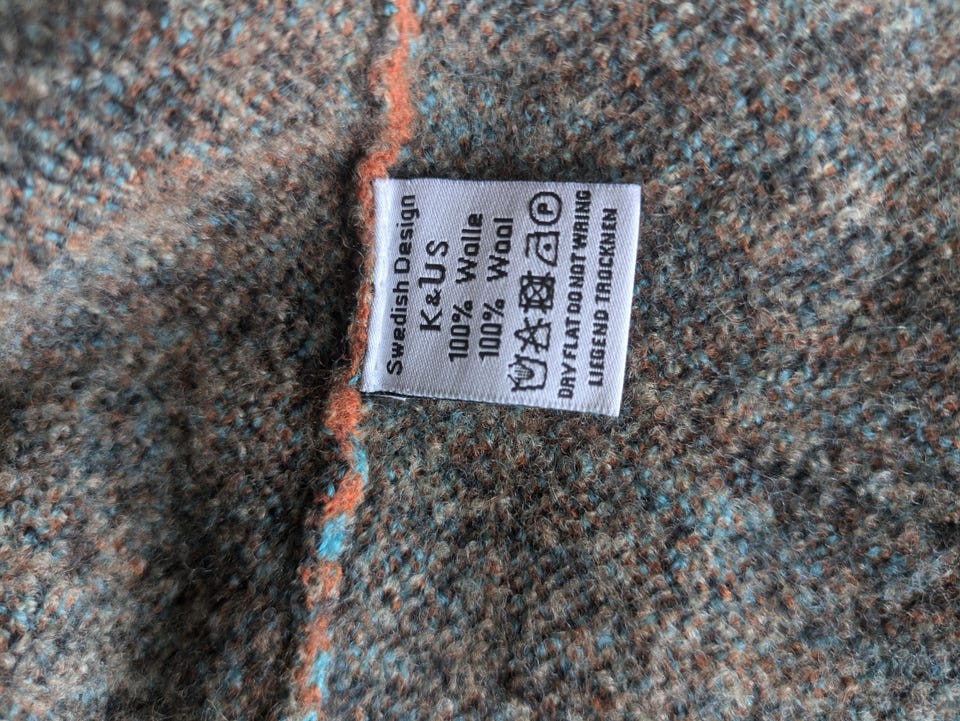 Swedish Design
K&US
100% Wolle
100% Wool
P
DRY FLAT DO NOT WRING
LIEGEND TROCKNEN